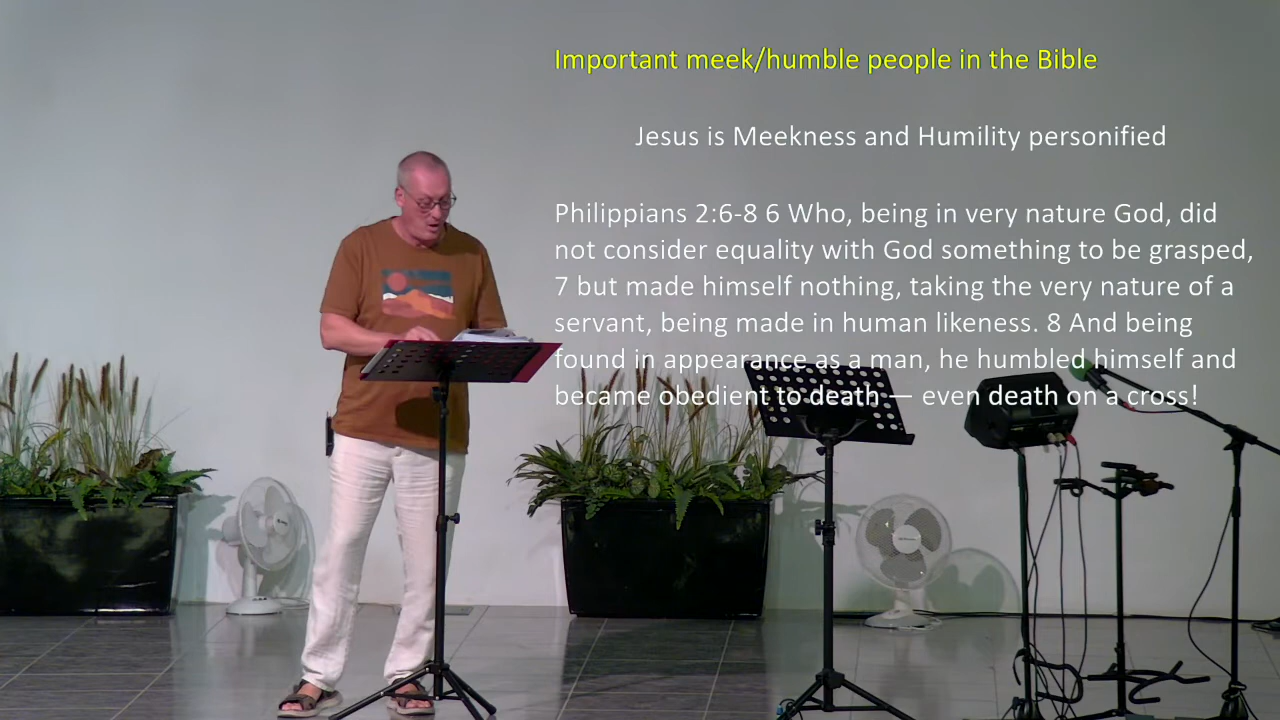 Important meek/humble people in the Bible
Jesus is Meekness and Humility personified
Philippians 2:6-8 6 Who, being in very nature God, did
not consider equality with God something to be grasped,
7 but made himself nothing, taking the very nature of a
servant, being made in human likeness. 8 And being
found in appearance as a man, he humbled himself and
became obedient to death — even death on a cross!